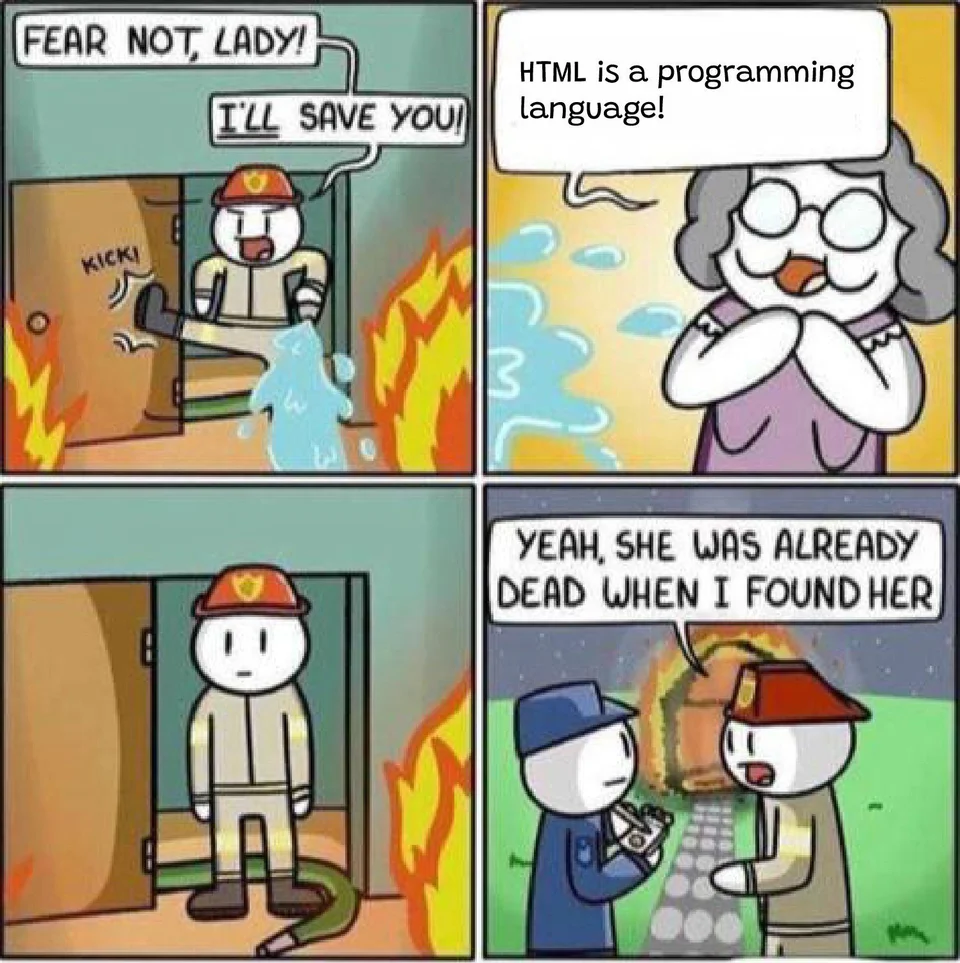 FEAR NOT, LADY!
I'LL SAVE YOU!
KICK!
HTML is a programming
language!
YEAH, SHE WAS ALREADY
DEAD WHEN I FOUND HER